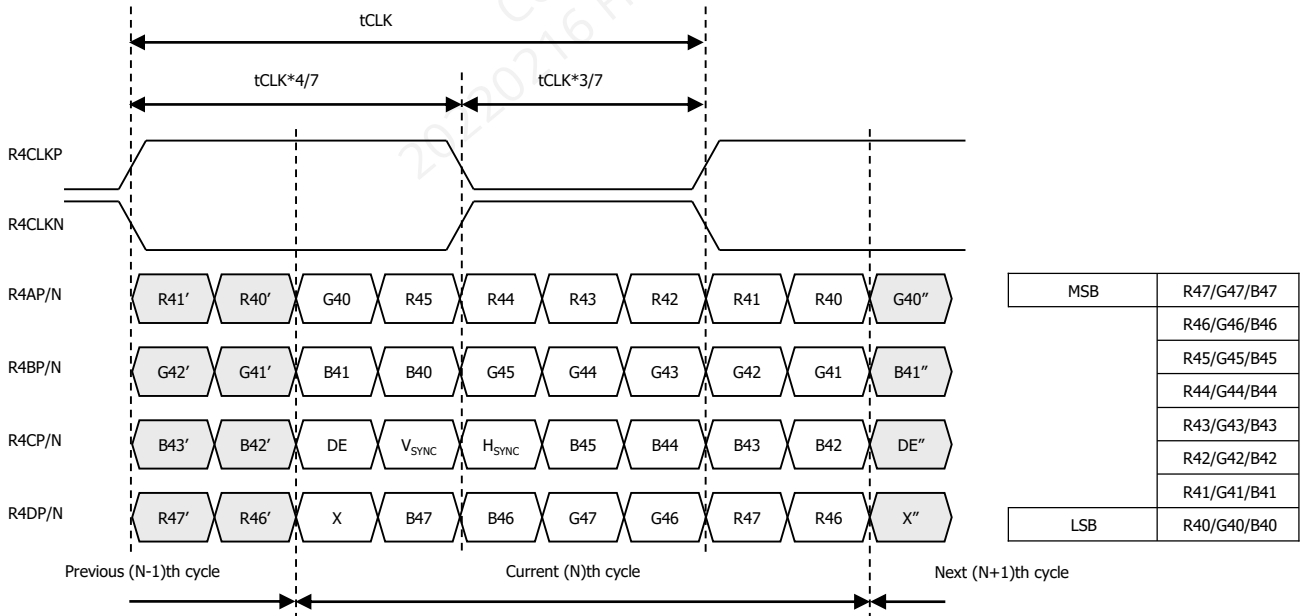 tCLK
tCLK*4/7 tCLK*3/7
R4CLKP
R4CLKN
R4AP/N R41’ R40’ G40 R45 R44 R43 R42 R41 R40 G40”
R4BP/N G42’ G41’ B41 B40 G45 G44 G43 G42 G41 B41”
R4CP/N B43’ B42’ DE VSYNC HSYNC B45 B44 B43 B42 DE”
R4DP/N R47’ R46’ X B47 B46 G47 G46 R47 R46 X”
Previous (N-1)th cycle Current (N)th cycle Next (N+1)th cycle
MSB R47/G47/B47
R46/G46/B46
R45/G45/B45
R44/G44/B44
R43/G43/B43
R42/G42/B42
R41/G41/B41
LSB R40/G40/B40
20220216